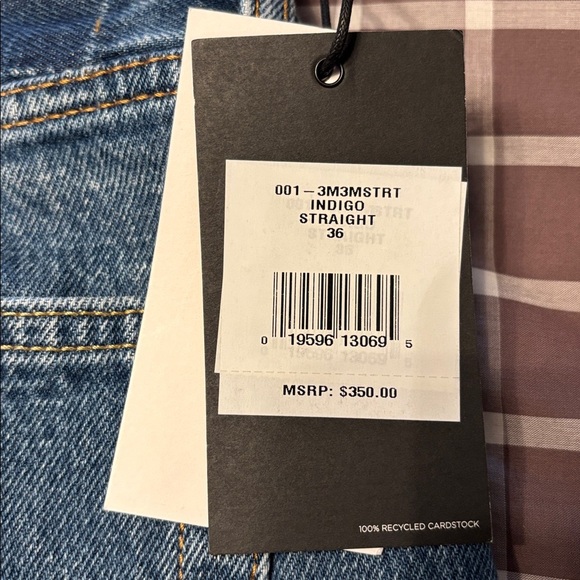 001-3M3MSTRT
INDIGO
STRAIGHT
36
0 19596 13069 5
MSRP: $350.00
100% RECYCLED CARDSTOCK